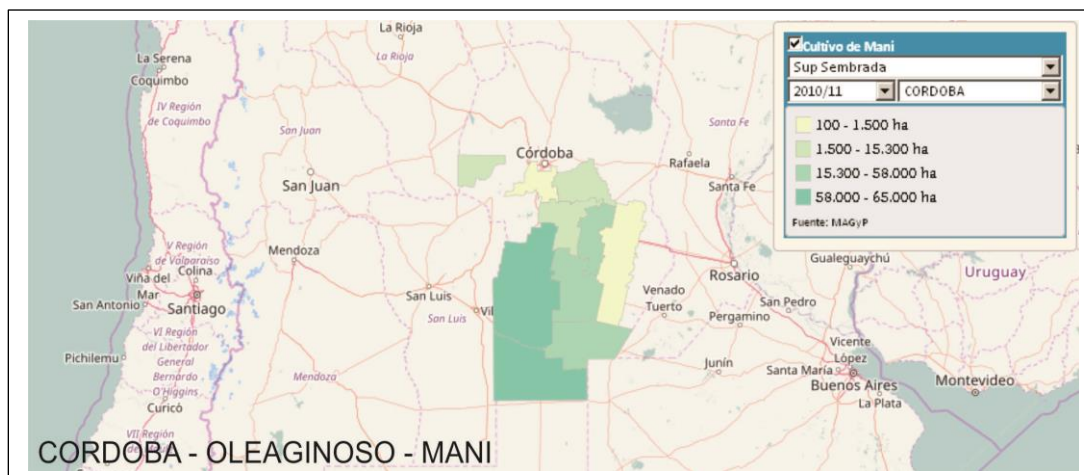 La Rioja
La Rioja
La Serena
Coquimbo
IV Región
de Coquimbo
San Juan
Santa Fe
Córdoba
Rafaela
San Juan
Santa Fe
Mendoza
V Región
de Valparaíso
Viña del
Mar
Colina
San Antonio
Santiago
San Luis
Vil
San Luis
Rosario
Venado
Tuerto
San Pedro
Pergamino
Gualeguaychú
Uruguay
VI Región
del Libertador
General
Bernardo
O'Higgins
Pichilemu
Mendoza
Junín
Vicente
López
Santa María
Buenos Aires
La Plata
Montevideo
Curicó
VII Región
Cultivo de Mani
Sup Sembrada
2010/11 CORDOBA
100 - 1.500 ha
1.500 - 15.300 ha
15.300 - 58.000 ha
58.000 - 65.000 ha
Fuente: MAGyP
CORDOBA - OLEAGINOSO - MANI